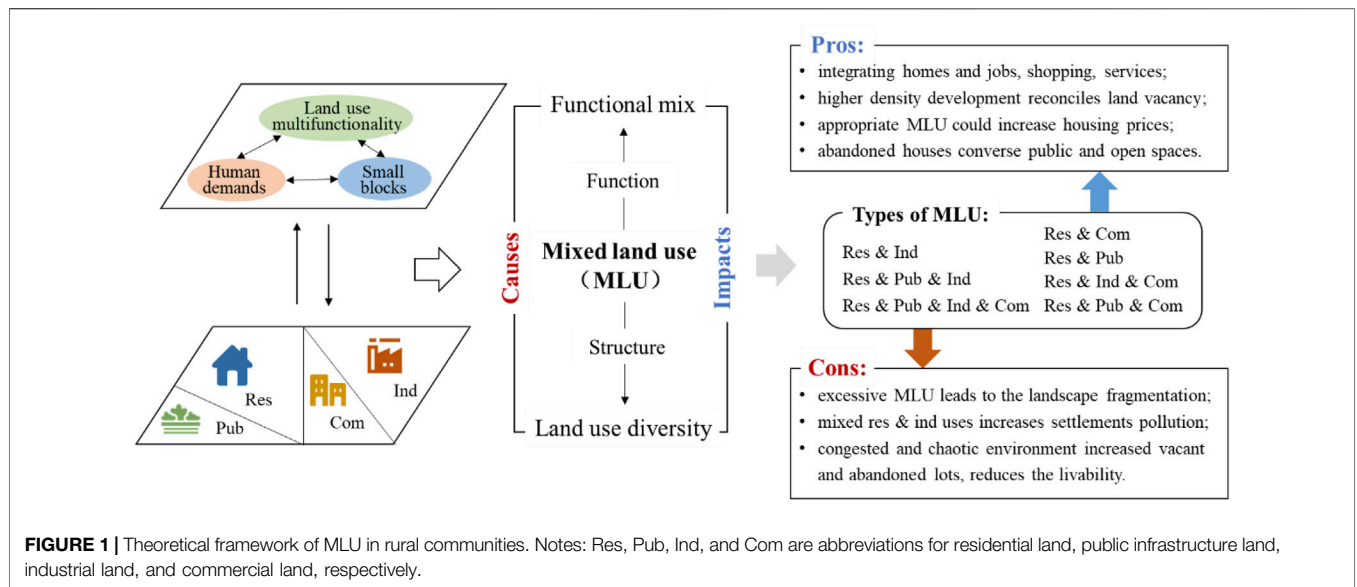 Land use
multifunctionality
Human
demands
Small
blocks
Res
Pub
Com
Ind
Causes
Functional mix
Function
Mixed land use
（MLU）
Structure
Land use diversity
Impacts
Pros:
• integrating homes and jobs, shopping, services;
• higher density development reconciles land vacancy;
• appropriate MLU could increase housing prices;
• abandoned houses converse public and open spaces.
Types of MLU:
Res & Ind
Res & Pub & Ind
Res & Pub & Ind & Com
Res & Com
Res & Pub
Res & Ind & Com
Res & Pub & Com
Cons:
• excessive MLU leads to the landscape fragmentation;
• mixed res & ind uses increases settlements pollution;
• congested and chaotic environment increased vacant
and abandoned lots, reduces the livability.
FIGURE 1 | Theoretical framework of MLU in rural communities. Notes: Res, Pub, Ind, and Com are abbreviations for residential land, public infrastructure land,
industrial land, and commercial land, respectively.